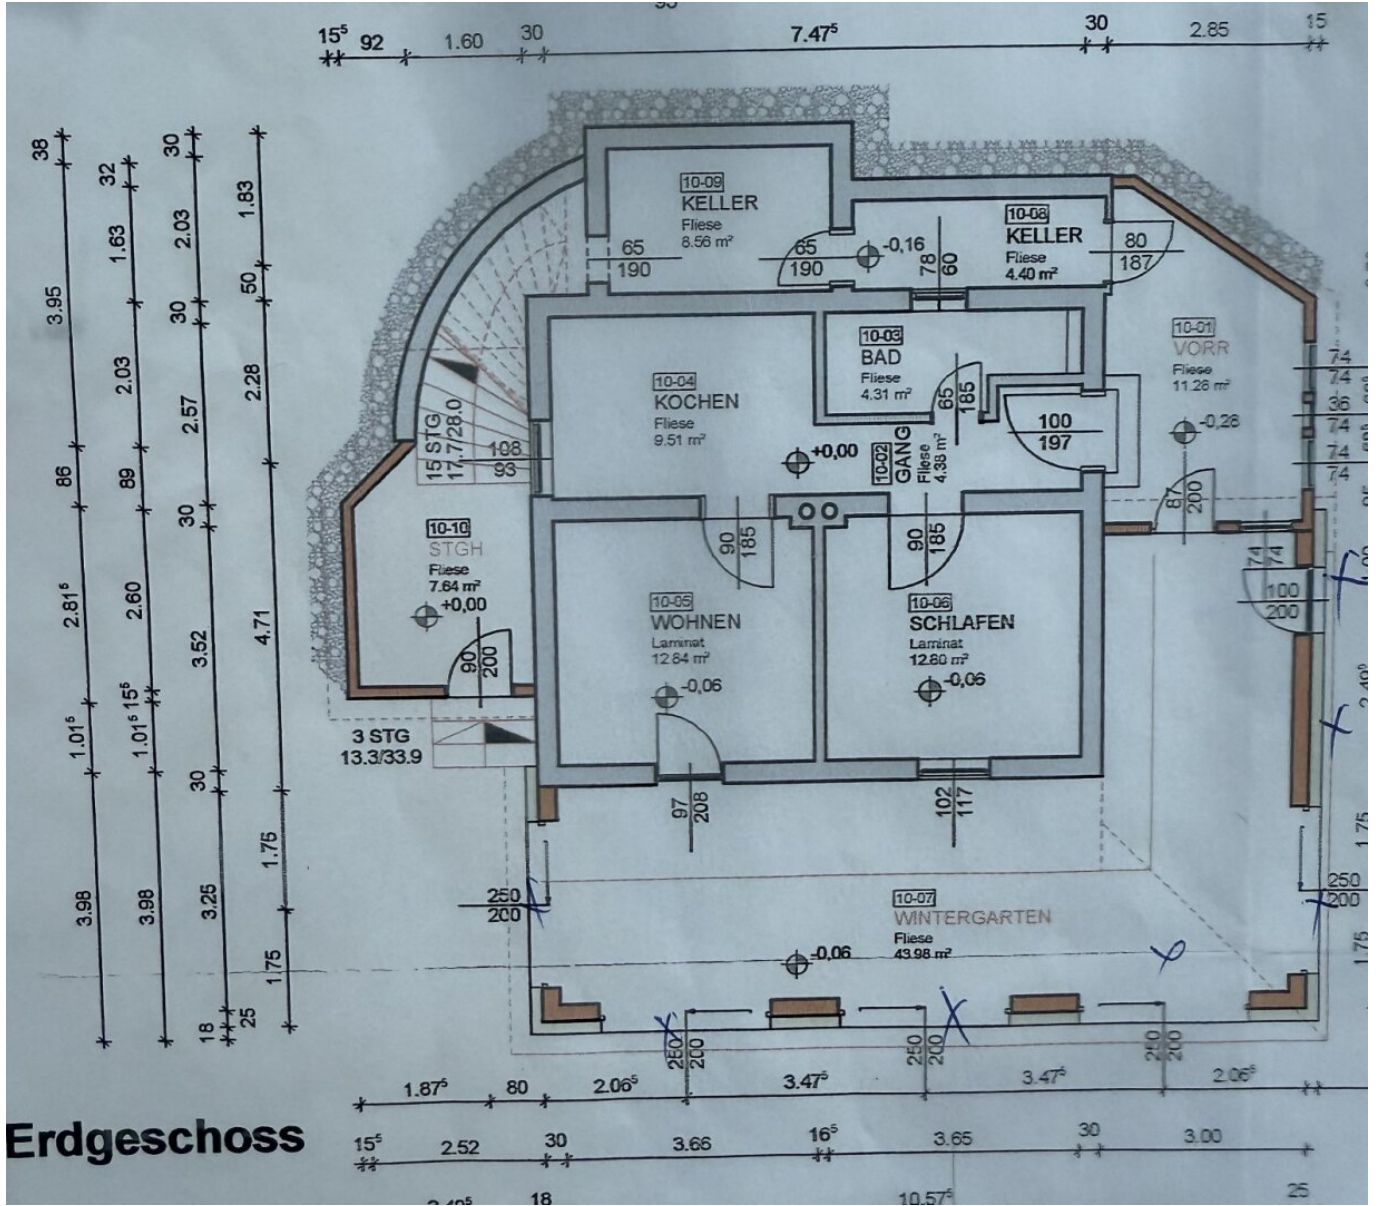 15⁵ 92 1.60 30 7.47⁵ 30 2.85 15
38
3.95
86
2.81⁵
1.01⁵
3.98
32
1.63
2.03
89
2.60
15⁵
1.01⁵
3.98
30
2.03
30
2.57
30
3.52
30
3.25
18
25
1.83
50
2.28
4.71
1.75
1.75
10-09
KELLER
Fliese
8.56 m²
65
190
65
190
-0,16
78
60
10-08
KELLER
Fliese
4.40 m²
80
187
10-01
VORR
Fliese
11.26 m²
-0,26
74
74
36
74
74
74
10-03
BAD
Fliese
4.31 m²
65
185
10-04
KOCHEN
Fliese
9.51 m²
+0,00
10-02
GANG
Fliese
4.38 m²
100
197
87
200
15 STG
17.7/28.0
108
93
10-10
STGH
Fliese
7.64 m²
+0,00
90
200
3 STG
13.3/33.9
90
185
10-05
WOHNEN
Laminat
12.84 m²
-0,06
97
208
90
185
10-06
SCHLAFEN
Laminat
12.60 m²
-0,06
102
117
74
74
100
200
1.75
250
200
1.75
250
200
10-07
WINTERGARTEN
Fliese
43.98 m²
-0,06
250
200
250
200
250
200
1.87⁵ 80 2.06⁵ 3.47⁵ 3.47⁵ 2.06⁵
Erdgeschoss
15⁵ 2.52 30 3.66 16⁵ 3.65 30 3.00
18 10.57⁵ 25